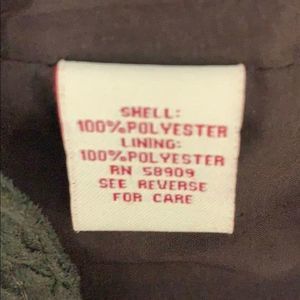 SHELL:
100%POLYESTER
LINING:
100%POLYESTER
RN 58909
SEE REVERSE
FOR CARE